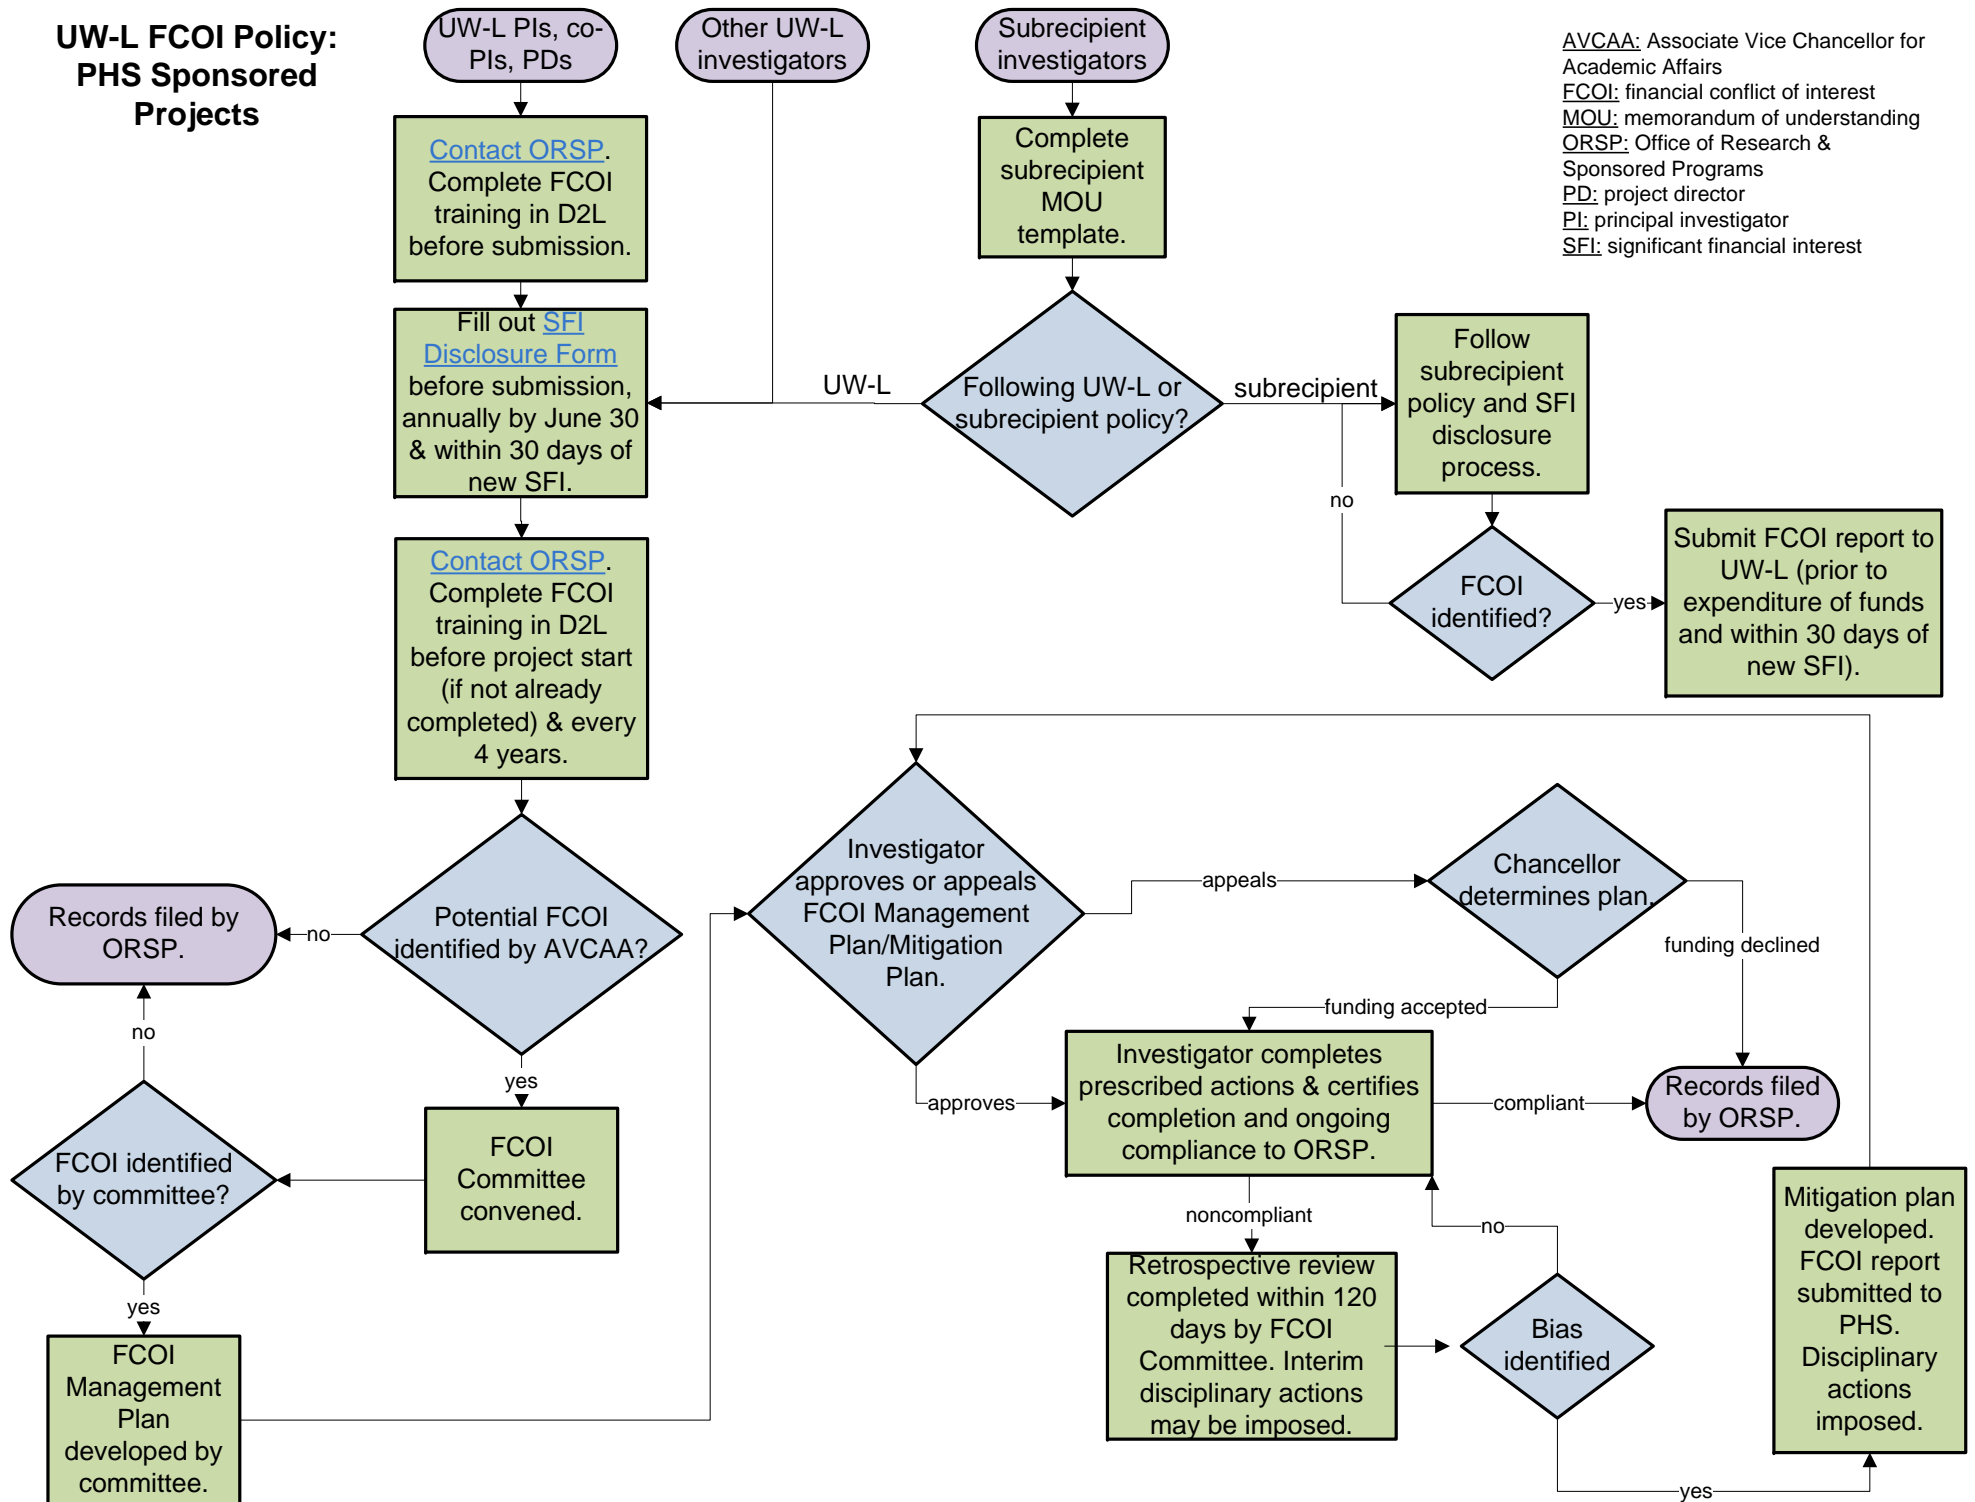 UW-L FCOI Policy:
PHS Sponsored
Projects
UW-L PIs, co-
PIs, PDs
Other UW-L
investigators
Subrecipient
investigators
AVCAA: Associate Vice Chancellor for
Academic Affairs
FCOI: financial conflict of interest
MOU: memorandum of understanding
ORSP: Office of Research &
Sponsored Programs
PD: project director
PI: principal investigator
SFI: significant financial interest
Contact ORSP.
Complete FCOI
training in D2L
before submission.
Complete
subrecipient
MOU
template.
Fill out SFI
Disclosure Form
before submission,
annually by June 30
& within 30 days of
new SFI.
UW-L
Following UW-L or
subrecipient policy?
subrecipient
Follow
subrecipient
policy and SFI
disclosure
process.
no
FCOI
identified?
yes
Submit FCOI report to
UW-L (prior to
expenditure of funds
and within 30 days of
new SFI).
Contact ORSP.
Complete FCOI
training in D2L
before project start
(if not already
completed) & every
4 years.
Potential FCOI
identified by AVCAA?
no
Records filed by
ORSP.
yes
FCOI
Committee
convened.
FCOI identified
by committee?
no
yes
FCOI
Management
Plan
developed by
committee.
Investigator
approves or appeals
FCOI Management
Plan/Mitigation
Plan.
appeals
Chancellor
determines plan.
funding declined
funding accepted
approves
Investigator completes
prescribed actions & certifies
completion and ongoing
compliance to ORSP.
compliant
Records filed
by ORSP.
noncompliant
Retrospective review
completed within 120
days by FCOI
Committee. Interim
disciplinary actions
may be imposed.
Bias
identified
no
yes
Mitigation plan
developed.
FCOI report
submitted to
PHS.
Disciplinary
actions
imposed.